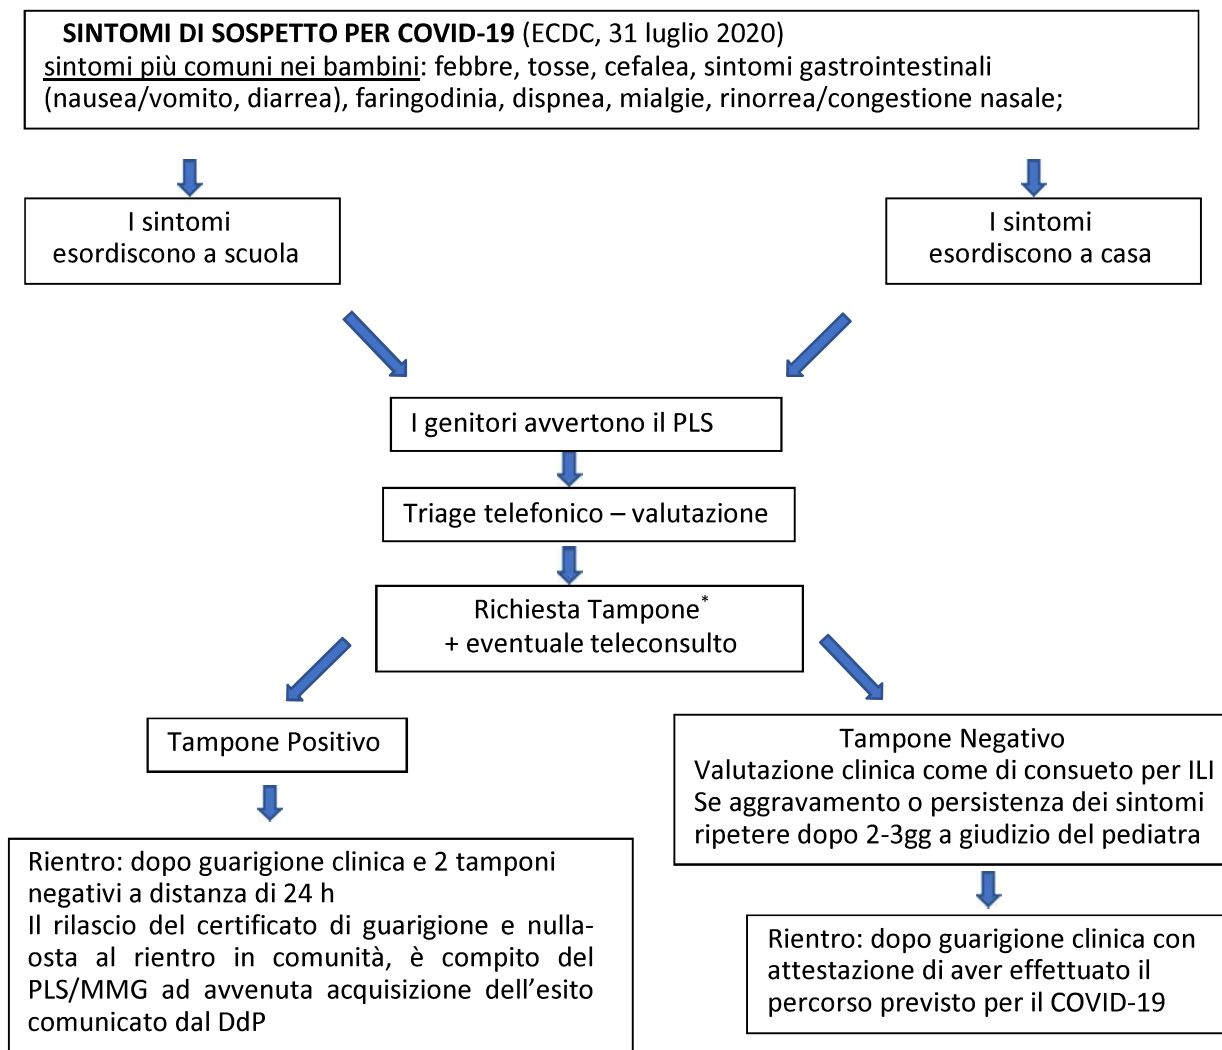 SINTOMI DI SOSPETTO PER COVID-19 (ECDC, 31 luglio 2020)
sintomi più comuni nei bambini: febbre, tosse, cefalea, sintomi gastrointestinali
(nausea/vomito, diarrea), faringodinia, dispnea, mialgie, rinorrea/congestione nasale;
I sintomi
esordiscono a scuola
I sintomi
esordiscono a casa
I genitori avvertono il PLS
Triage telefonico – valutazione
Richiesta Tampone*
+ eventuale teleconsulto
Tampone Positivo
Tampone Negativo
Valutazione clinica come di consueto per ILI
Se aggravamento o persistenza dei sintomi
ripetere dopo 2-3gg a giudizio del pediatra
Rientro: dopo guarigione clinica e 2 tamponi
negativi a distanza di 24 h
Il rilascio del certificato di guarigione e nulla-
osta al rientro in comunità, è compito del
PLS/MMG ad avvenuta acquisizione dell’esito
comunicato dal DdP
Rientro: dopo guarigione clinica con
attestazione di aver effettuato il
percorso previsto per il COVID-19